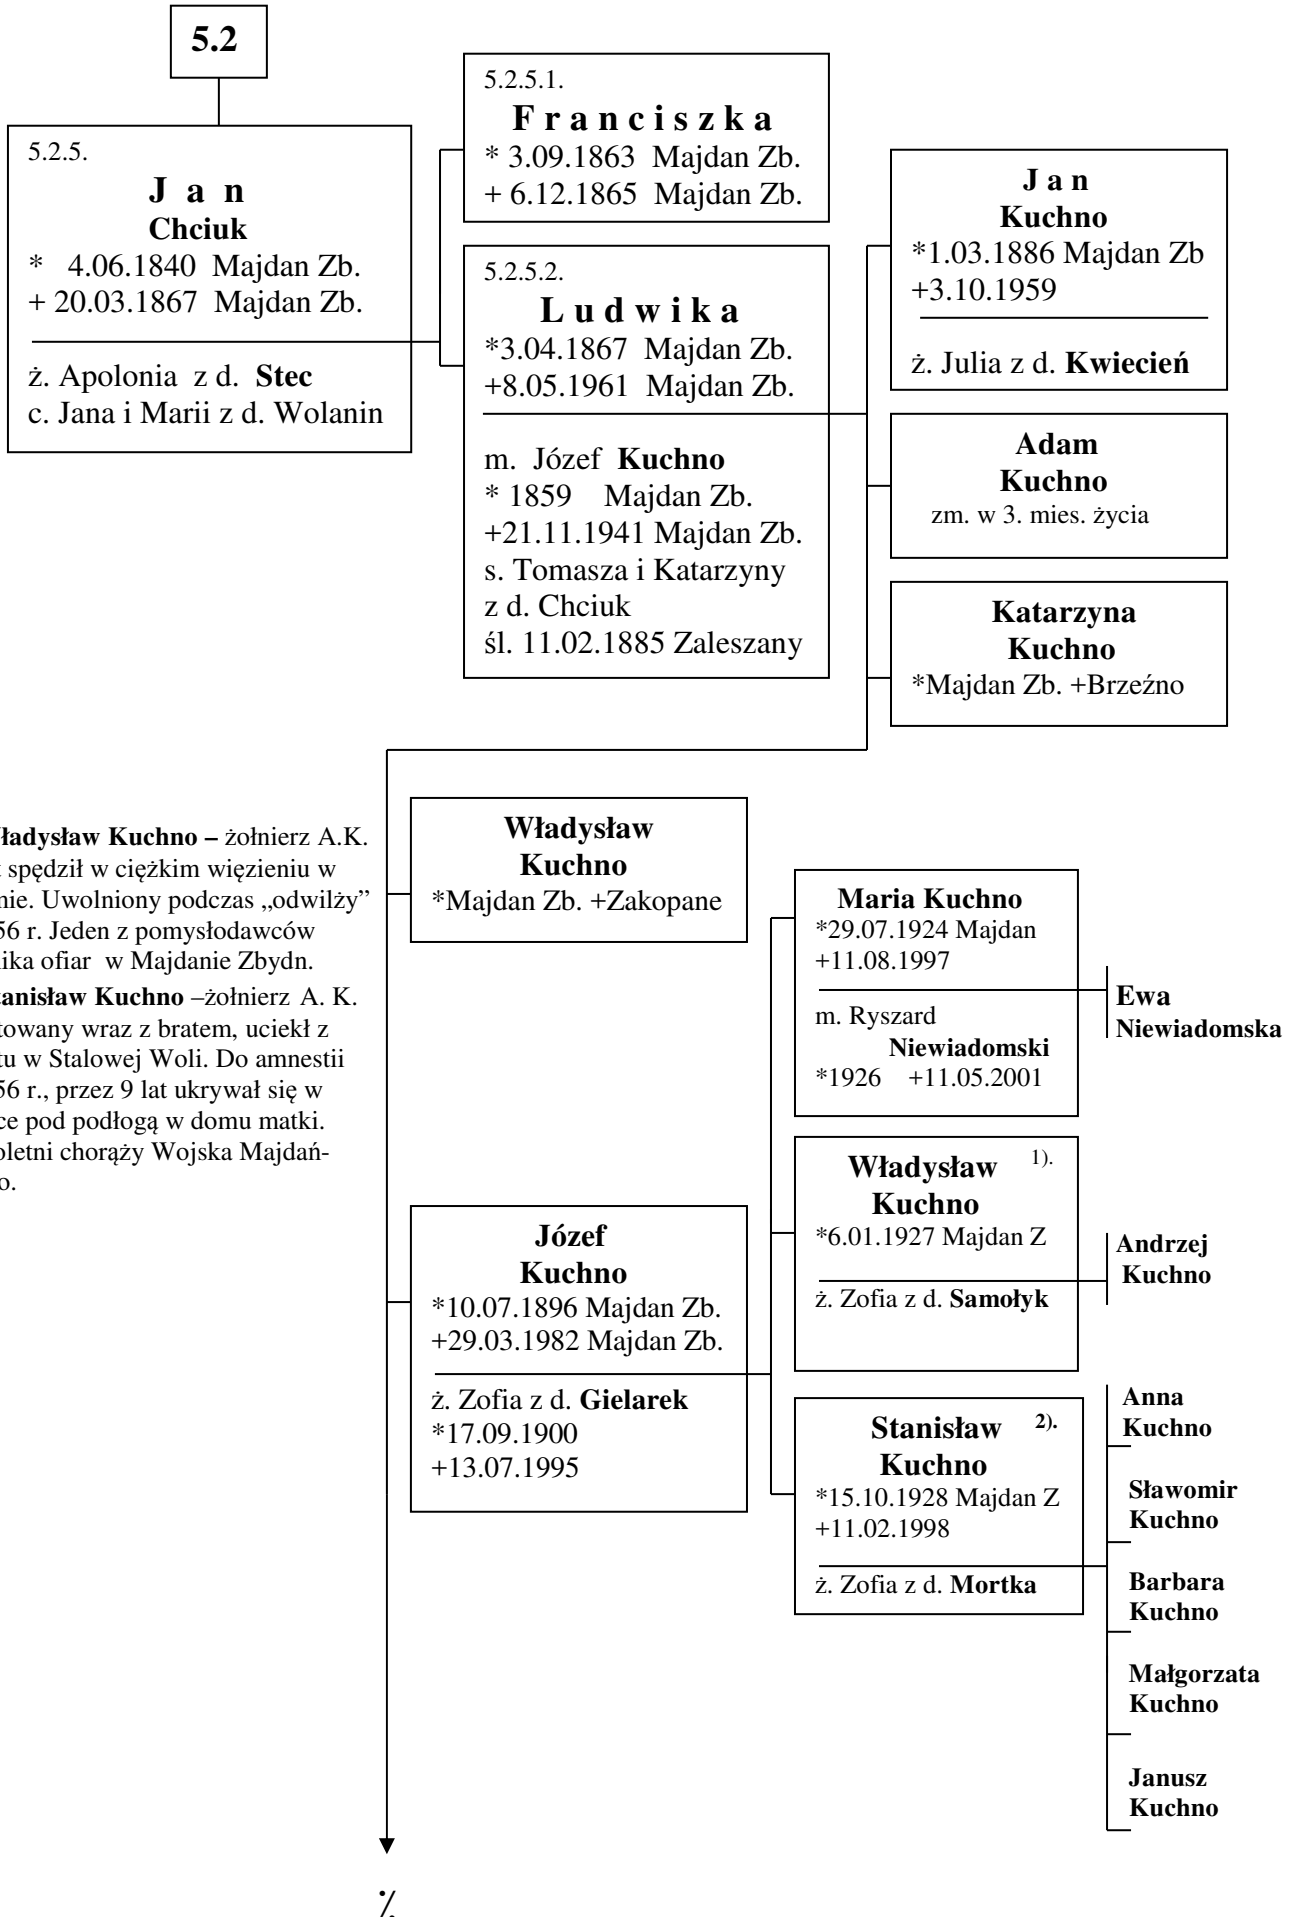 5.2
5.2.5.
J a n
Chciuk
* 4.06.1840 Majdan Zb.
+ 20.03.1867 Majdan Zb.
ż. Apolonia z d. Stec
c. Jana i Marii z d. Wolanin
5.2.5.1.
F r a n c i s z k a
* 3.09.1863 Majdan Zb.
+ 6.12.1865 Majdan Zb.
5.2.5.2.
L u d w i k a
*3.04.1867 Majdan Zb.
+8.05.1961 Majdan Zb.
m. Józef Kuchno
* 1859 Majdan Zb.
+21.11.1941 Majdan Zb.
s. Tomasza i Katarzyny
z d. Chciuk
śl. 11.02.1885 Zaleszany
J a n
Kuchno
*1.03.1886 Majdan Zb
+3.10.1959
ż. Julia z d. Kwiecień
Adam
Kuchno
zm. w 3. mies. życia
Katarzyna
Kuchno
*Majdan Zb. +Brzeźno
ładysław Kuchno – żołnierz A.K.
spędził w ciężkim więzieniu w
nie. Uwolniony podczas „odwilży”
56 r. Jeden z pomysłodawców
nika ofiar w Majdanie Zbydn.
tanisław Kuchno –żołnierz A. K.
towany wraz z bratem, uciekł z
tu w Stalowej Woli. Do amnestii
56 r., przez 9 lat ukrywał się w
ce pod podłogą w domu matki.
oletni chorąży Wojska Majdań-
o.
Władysław
Kuchno
*Majdan Zb. +Zakopane
Józef
Kuchno
*10.07.1896 Majdan Zb.
+29.03.1982 Majdan Zb.
ż. Zofia z d. Gielarek
*17.09.1900
+13.07.1995
Maria Kuchno
*29.07.1924 Majdan
+11.08.1997
m. Ryszard
Niewiadomski
*1926 +11.05.2001
Ewa
Niewiadomska
Władysław 1).
Kuchno
*6.01.1927 Majdan Z
ż. Zofia z d. Samołyk
Andrzej
Kuchno
Stanisław 2).
Kuchno
*15.10.1928 Majdan Z
+11.02.1998
ż. Zofia z d. Mortka
Anna
Kuchno
Sławomir
Kuchno
Barbara
Kuchno
Małgorzata
Kuchno
Janusz
Kuchno
٪